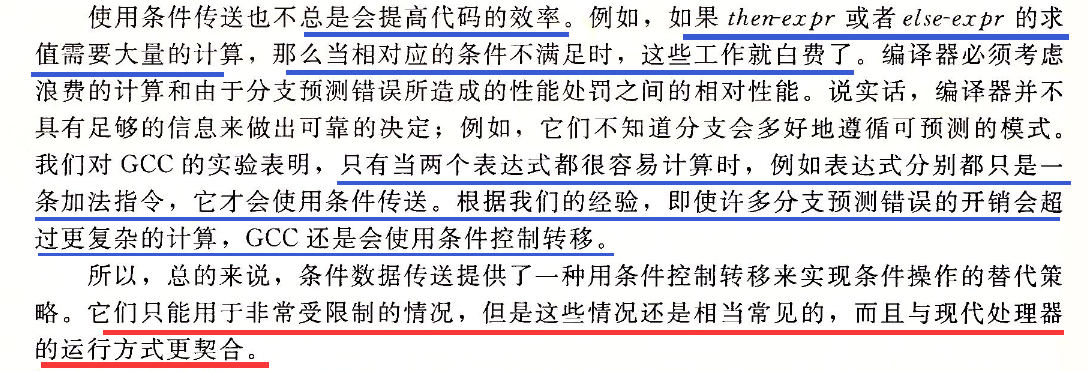 使用条件传送也不总是会提高代码的效率。例如，如果 then-expr 或者 else-expr 的求
值需要大量的计算，那么当相对应的条件不满足时，这些工作就白费了。编译器必须考虑
浪费的计算和由于分支预测错误所造成的性能处罚之间的相对性能。说实话，编译器并不
具有足够的信息来做出可靠的决定；例如，它们不知道分支会多好地遵循可预测的模式。
我们对 GCC 的实验表明，只有当两个表达式都很容易计算时，例如表达式分别都只是一
条加法指令，它才会使用条件传送。根据我们的经验，即使许多分支预测错误的开销会超
过更复杂的计算，GCC 还是会使用条件控制转移。
所以，总的来说，条件数据传送提供了一种用条件控制转移来实现条件操作的替代策
略。它们只能用于非常受限制的情况，但是这些情况还是相当常见的，而且与现代处理器
的运行方式更契合。